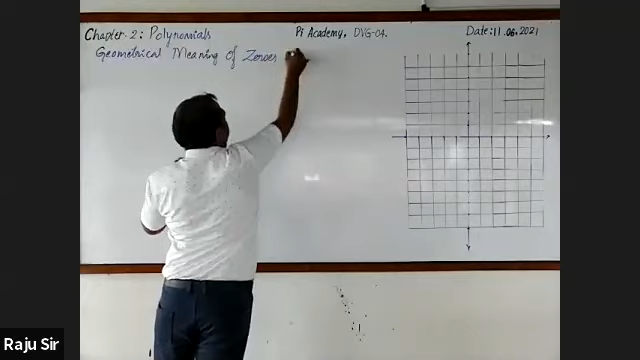 Chapter-2: Polynomials
Pi Academy, DVG-04.
Date:11.06.2021
Geometrical Meaning Of Zeroes
Raju Sir